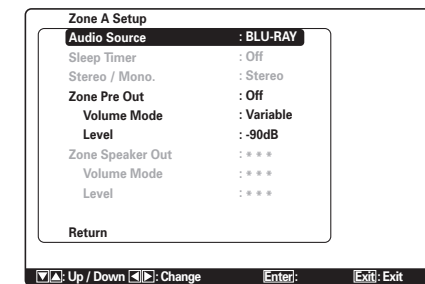 Zone A Setup
Audio Source : BLU-RAY
Sleep Timer : Off
Stereo / Mono. : Stereo
Zone Pre Out : Off
Volume Mode : Variable
Level : -90dB
Zone Speaker Out : * * *
Volume Mode : * * *
Level : * * *
Return
▼▲: Up / Down ◀▶: Change Enter: Exit: Exit